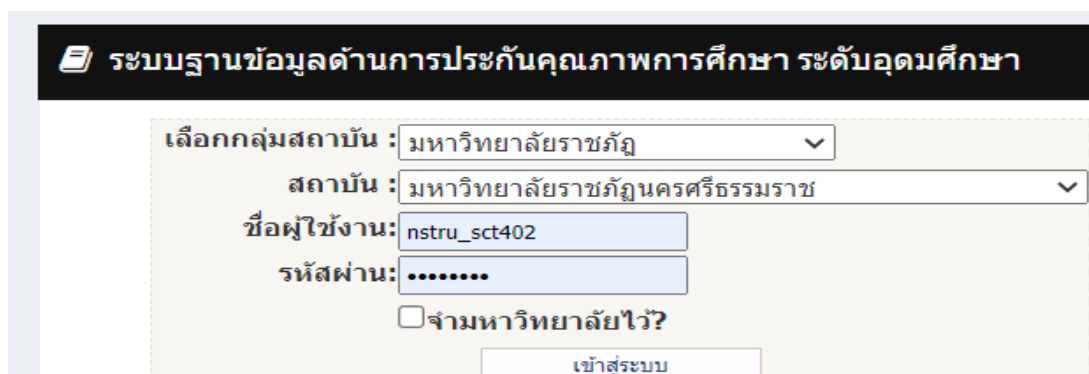 ระบบฐานข้อมูลด้านการประกันคุณภาพการศึกษา ระดับอุดมศึกษา
เลือกกลุ่มสถาบัน : มหาวิทยาลัยราชภัฏ
สถาบัน : มหาวิทยาลัยราชภัฏนครศรีธรรมราช
ชื่อผู้ใช้งาน: nstru_sct402
รหัสผ่าน: ••••••••
จำมหาวิทยาลัยไว้?
เข้าสู่ระบบ